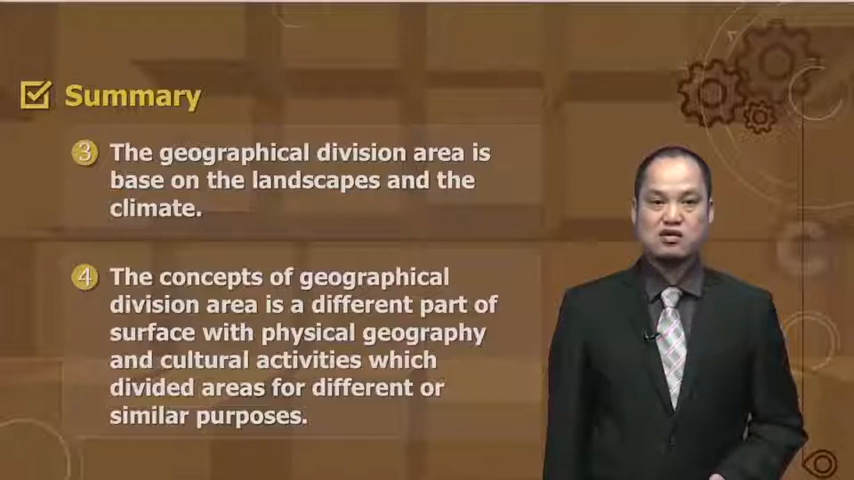 Summary
3 The geographical division area is
base on the landscapes and the
climate.
4 The concepts of geographical
division area is a different part of
surface with physical geography
and cultural activities which
divided areas for different or
similar purposes.